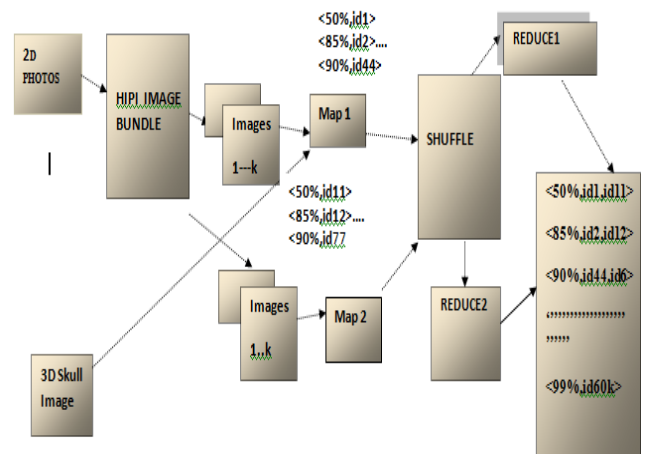 2D
PHOTOS
HIPI IMAGE
BUNDLE
Images
1---k
Map 1
<50%,id1>
<85%,id2>....
<90%,id44>
SHUFFLE
REDUCE1
<50%,id11>
<85%,id12>....
<90%,id77
Images
1..k
Map 2
REDUCE2
3D Skull
Image
<50%,id1,id11>
<85%,id2,id12>
<90%,id44,id6>
,,,,,,,,,,,,,,,,,,,,,
,,,,,,
<99%,id60k>